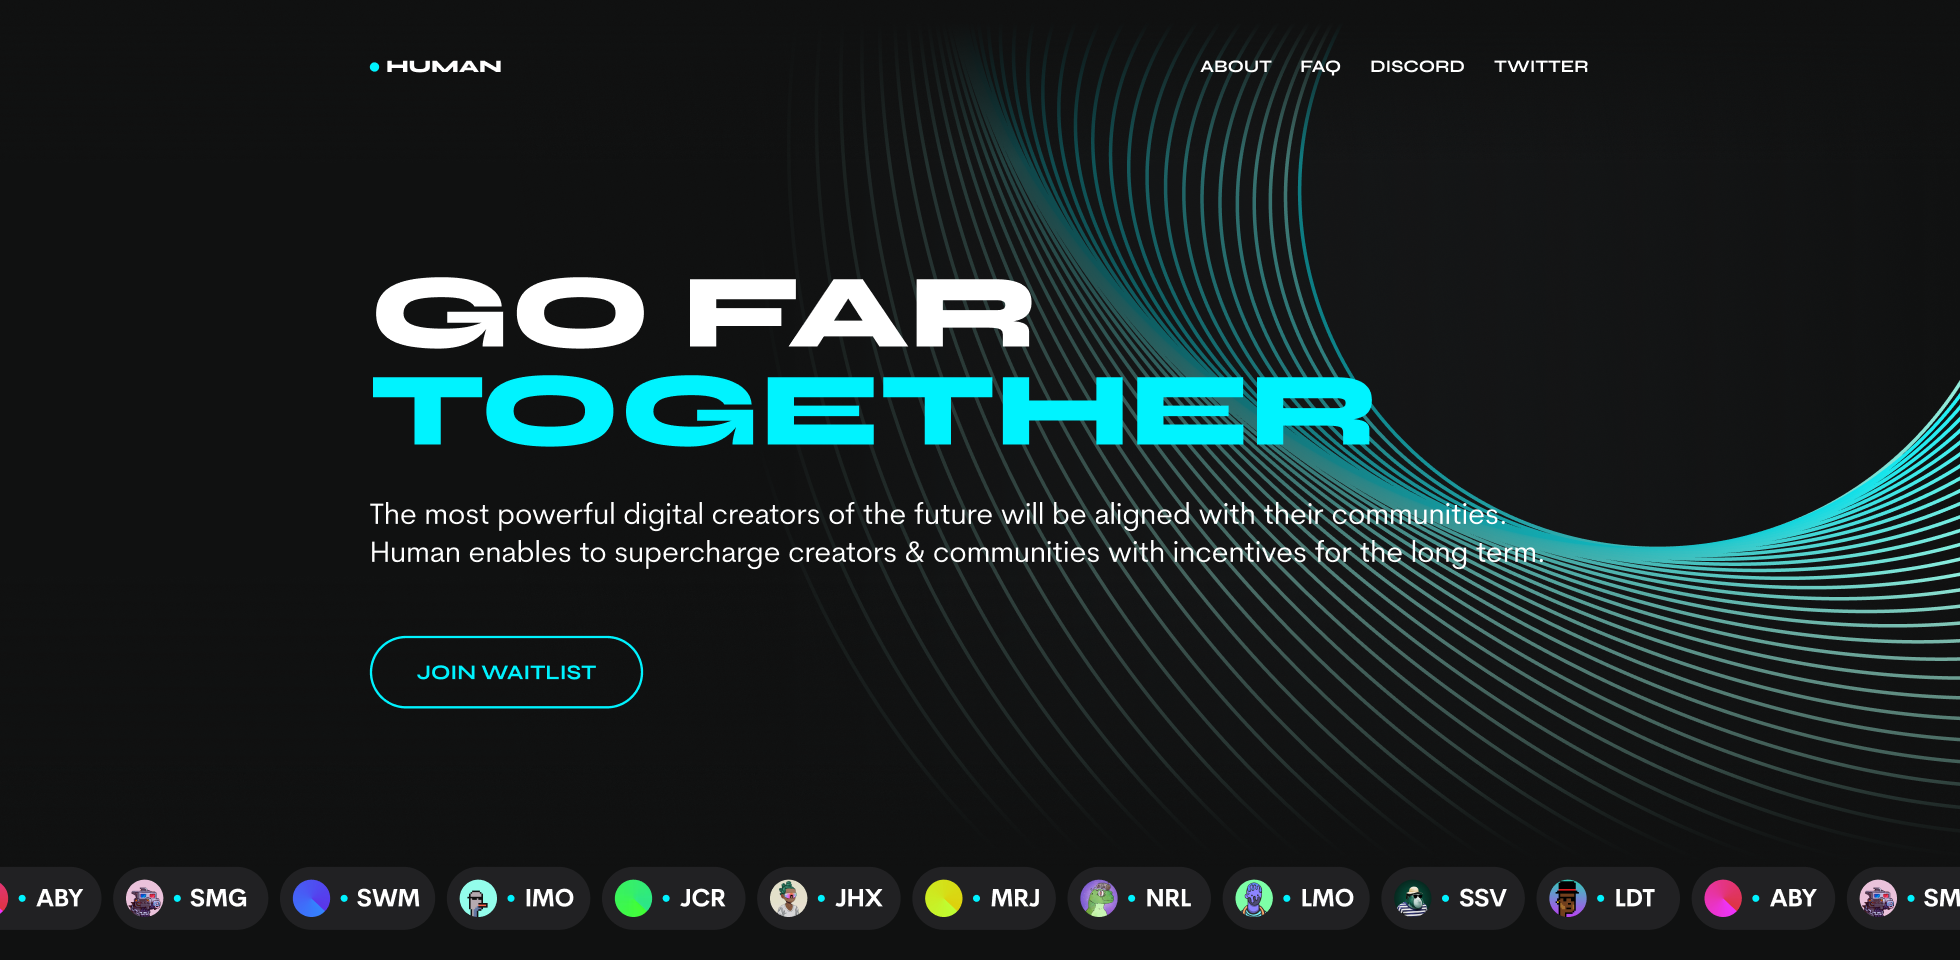 HUMAN
ABOUT FAQ DISCORD TWITTER
GO FAR
TOGETHER
The most powerful digital creators of the future will be aligned with their communities.
Human enables to supercharge creators & communities with incentives for the long term.
JOIN WAITLIST
• ABY • SMG • SWM • IMO • JCR • JHX • MRJ • NRL • LMO • SSV • LDT • ABY • SM